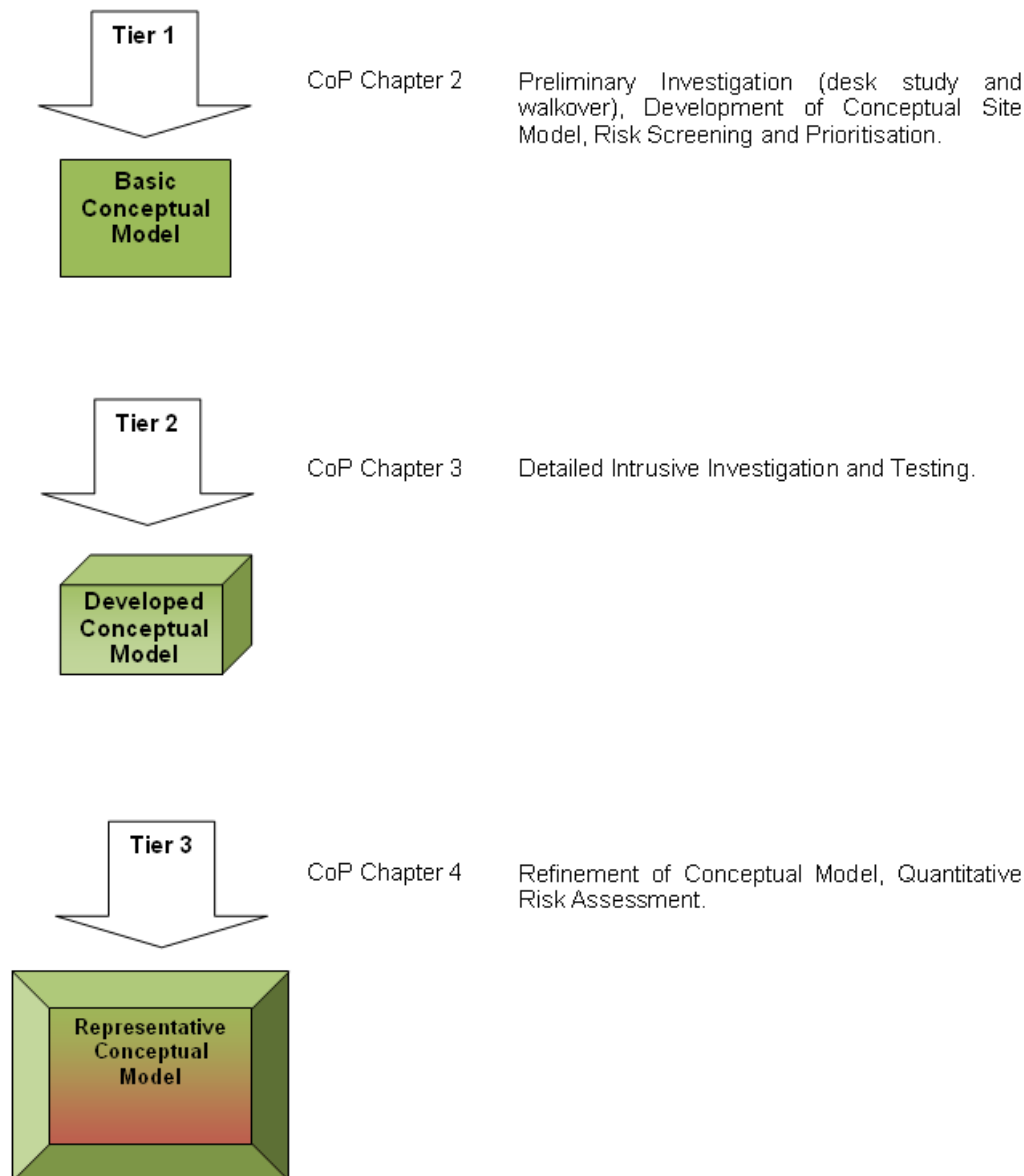 Tier 1
CoP Chapter 2
Preliminary Investigation (desk study and
walkover), Development of Conceptual Site
Model, Risk Screening and Prioritisation.
Basic
Conceptual
Model
Tier 2
CoP Chapter 3
Detailed Intrusive Investigation and Testing.
Developed
Conceptual
Model
Tier 3
CoP Chapter 4
Refinement of Conceptual Model, Quantitative
Risk Assessment.
Representative
Conceptual
Model